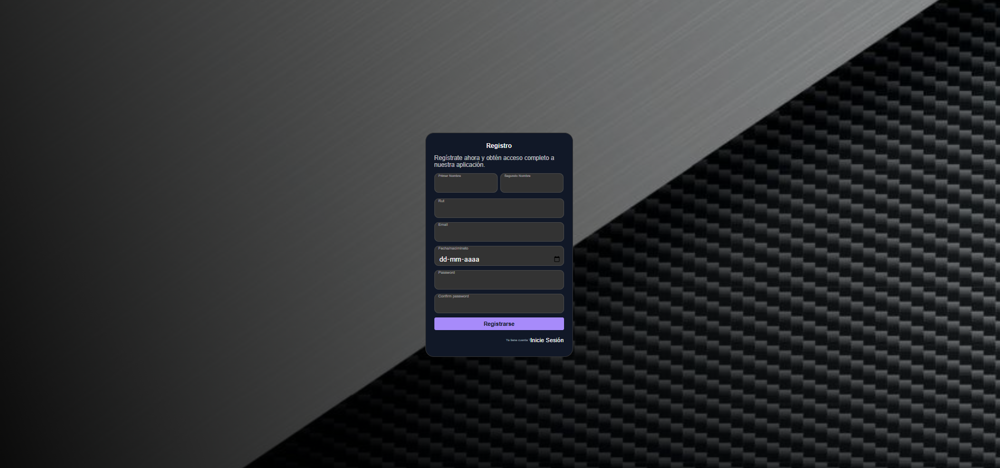 Registro
Regístrate ahora y obtén acceso completo a
nuestra aplicación.
Primer Nombre Segundo Nombre
Rut
Email
Fecha/nacimineto
dd-mm-aaaa
Password
Confirm password
Registrarse
Ya tiene cuenta ?Inicie Sesión